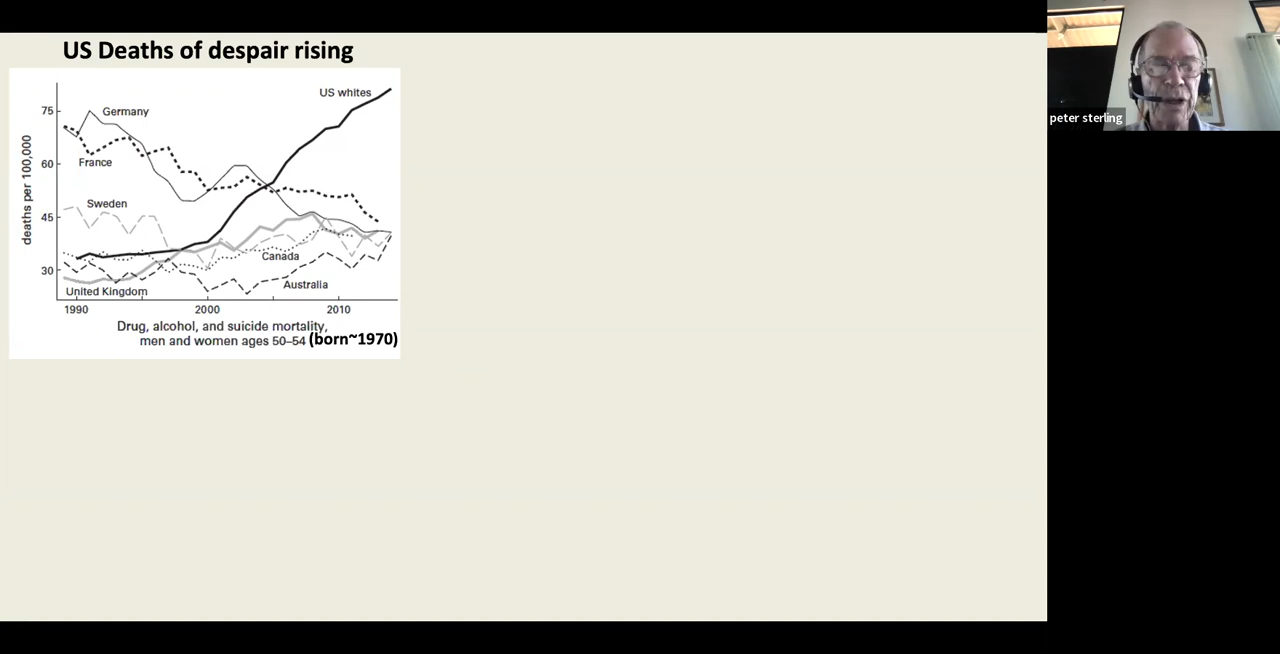 US Deaths of despair rising
US whites
75
Germany
60
France
deaths per 100,000
Sweden
45
Canada
30
Australia
United Kingdom
1990
2000
2010
Drug, alcohol, and suicide mortality,
men and women ages 50–54 (born~1970)
peter sterling